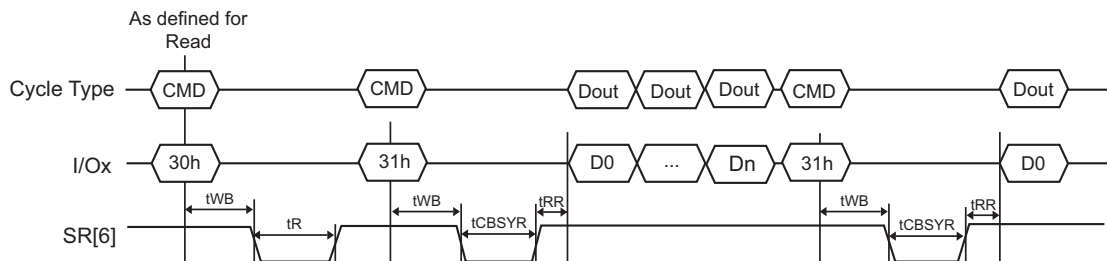 As defined for
Read
Cycle Type CMD CMD Dout Dout Dout CMD Dout
I/Ox 30h 31h D0 ... Dn 31h D0
tWB tR tWB tCBSYR tRR tWB tCBSYR tRR
SR[6]